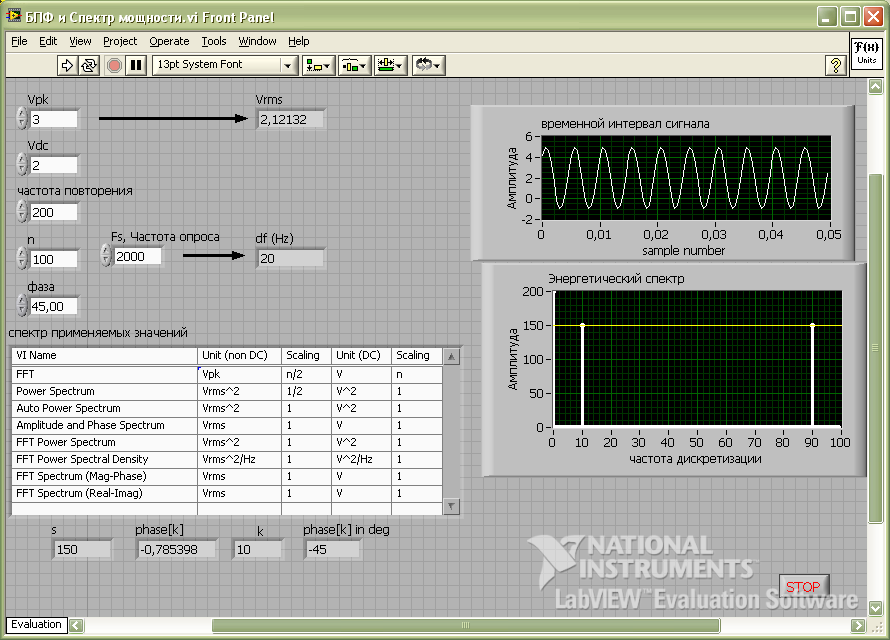 БПФ и Спектр мощности.vi Front Panel
File Edit View Project Operate Tools Window Help
13pt System Font
?
F(x)
Units
Vpk
3
Vrms
2,12132
Vdc
2
частота повторения
200
n
100
Fs, Частота опроса
2000
df (Hz)
20
фаза
45,00
временной интервал сигнала
Амплитуда
6
4
2
0
-2
0 0,01 0,02 0,03 0,04 0,05
sample number
Энергетический спектр
Амплитуда
200
150
100
50
0
0 10 20 30 40 50 60 70 80 90 100
частота дискретизации
спектр применяемых значений
VI Name Unit (non DC) Scaling Unit (DC) Scaling
FFT Vpk n/2 V n
Power Spectrum Vrms^2 1/2 V^2 1
Auto Power Spectrum Vrms^2 1 V^2 1
Amplitude and Phase Spectrum Vrms 1 V 1
FFT Power Spectrum Vrms^2 1 V^2 1
FFT Power Spectral Density Vrms^2/Hz 1 V^2/Hz 1
FFT Spectrum (Mag-Phase) Vrms 1 V 1
FFT Spectrum (Real-Imag) Vrms 1 V 1
s phase[k] k phase[k] in deg
150 -0,785398 10 -45
NATIONAL
INSTRUMENTS
LabVIEW™ Evaluation Software
STOP
Evaluation